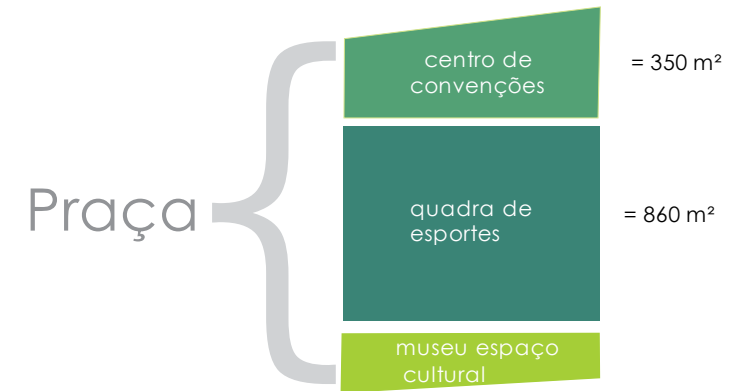 Praça
centro de
convenções
= 350 m²
quadra de
esportes
= 860 m²
museu espaço
cultural